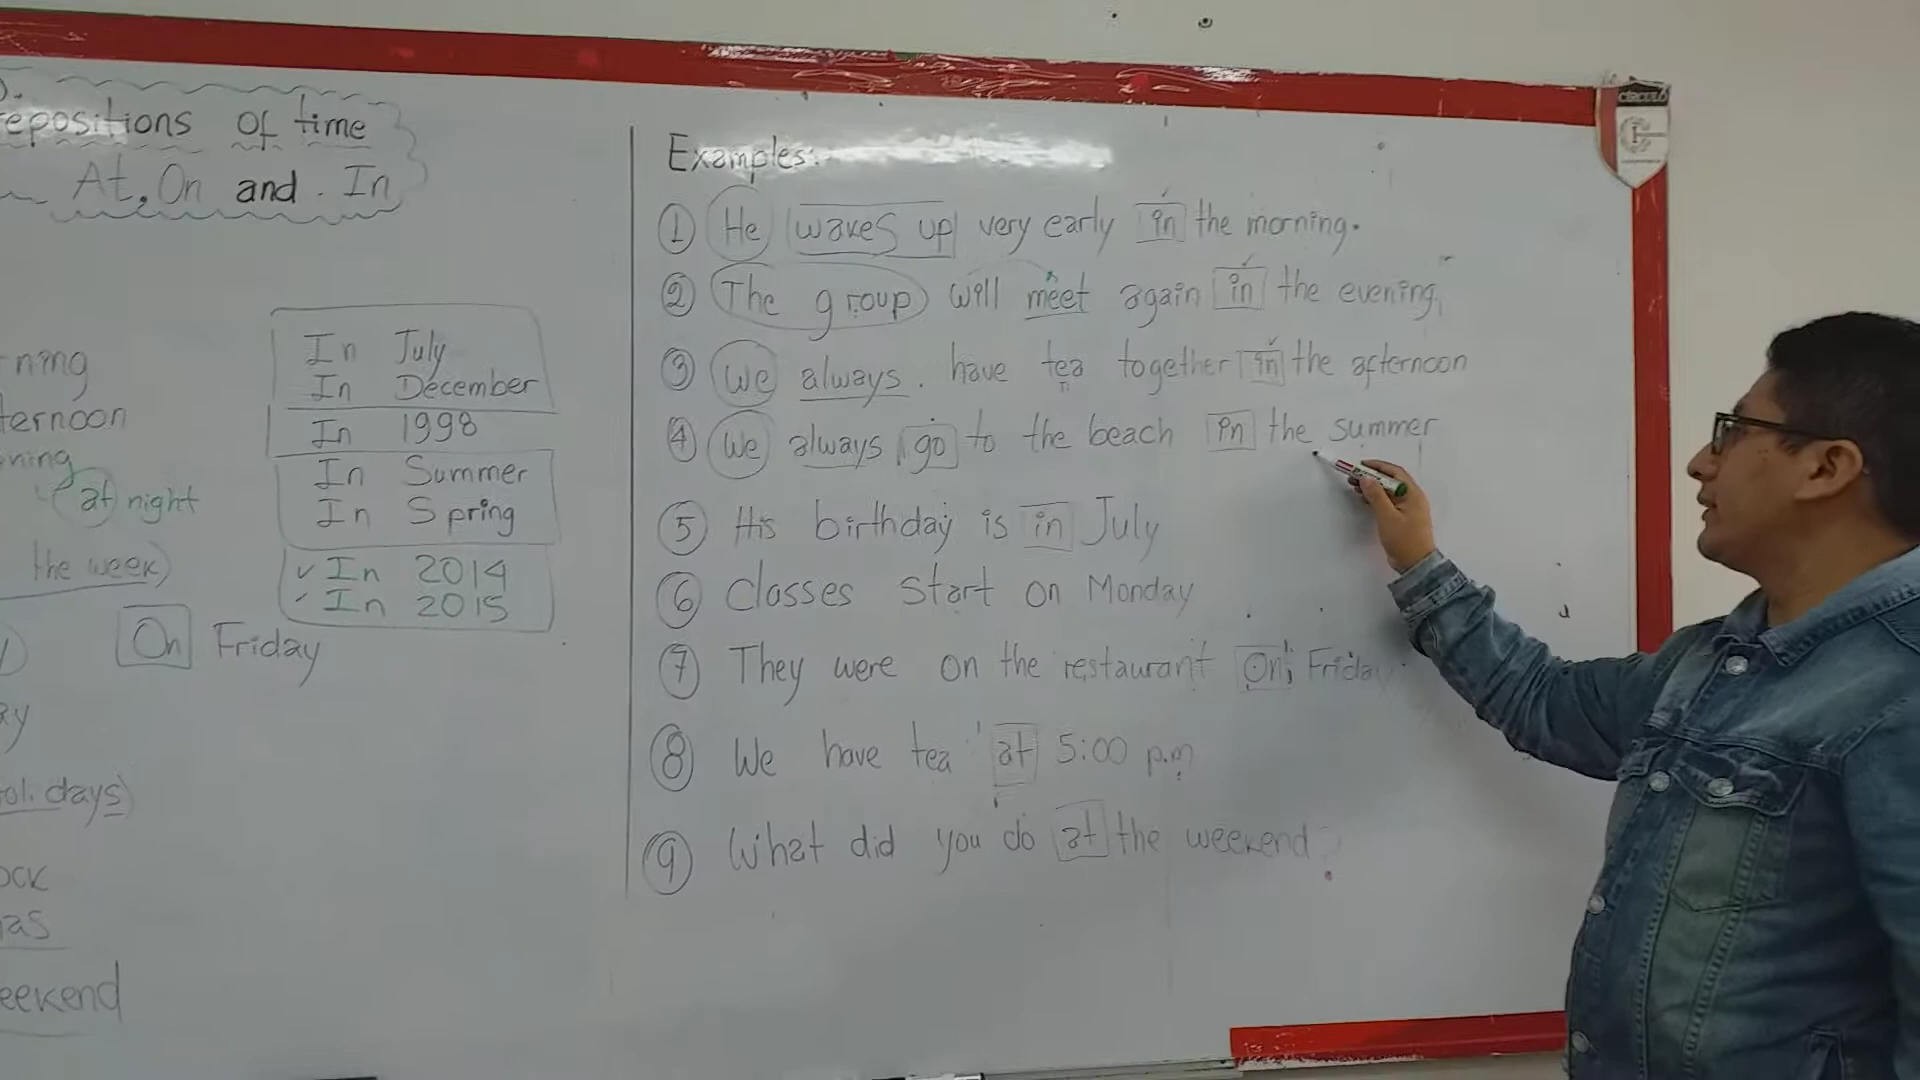 repositions of time
At, On and . In
ning
ternoon
ning
at night
the week)
On Friday
ay
days)
ock
as
eekend
In July
In December
In 1998
In Summer
In Spring
In 2014
In 2015
Examples:
1 He wakes up very early in the morning.
2 The group will meet again in the evening,
3 We always . have tea together in the afternoon
4 We always go to the beach in the summer
5 His birthday is in July
6 Classes start on Monday
7 They were on the restaurant On Friday
8 We have tea at 5:00 p.m
9 What did you do at the weekend?
CÍRCULO